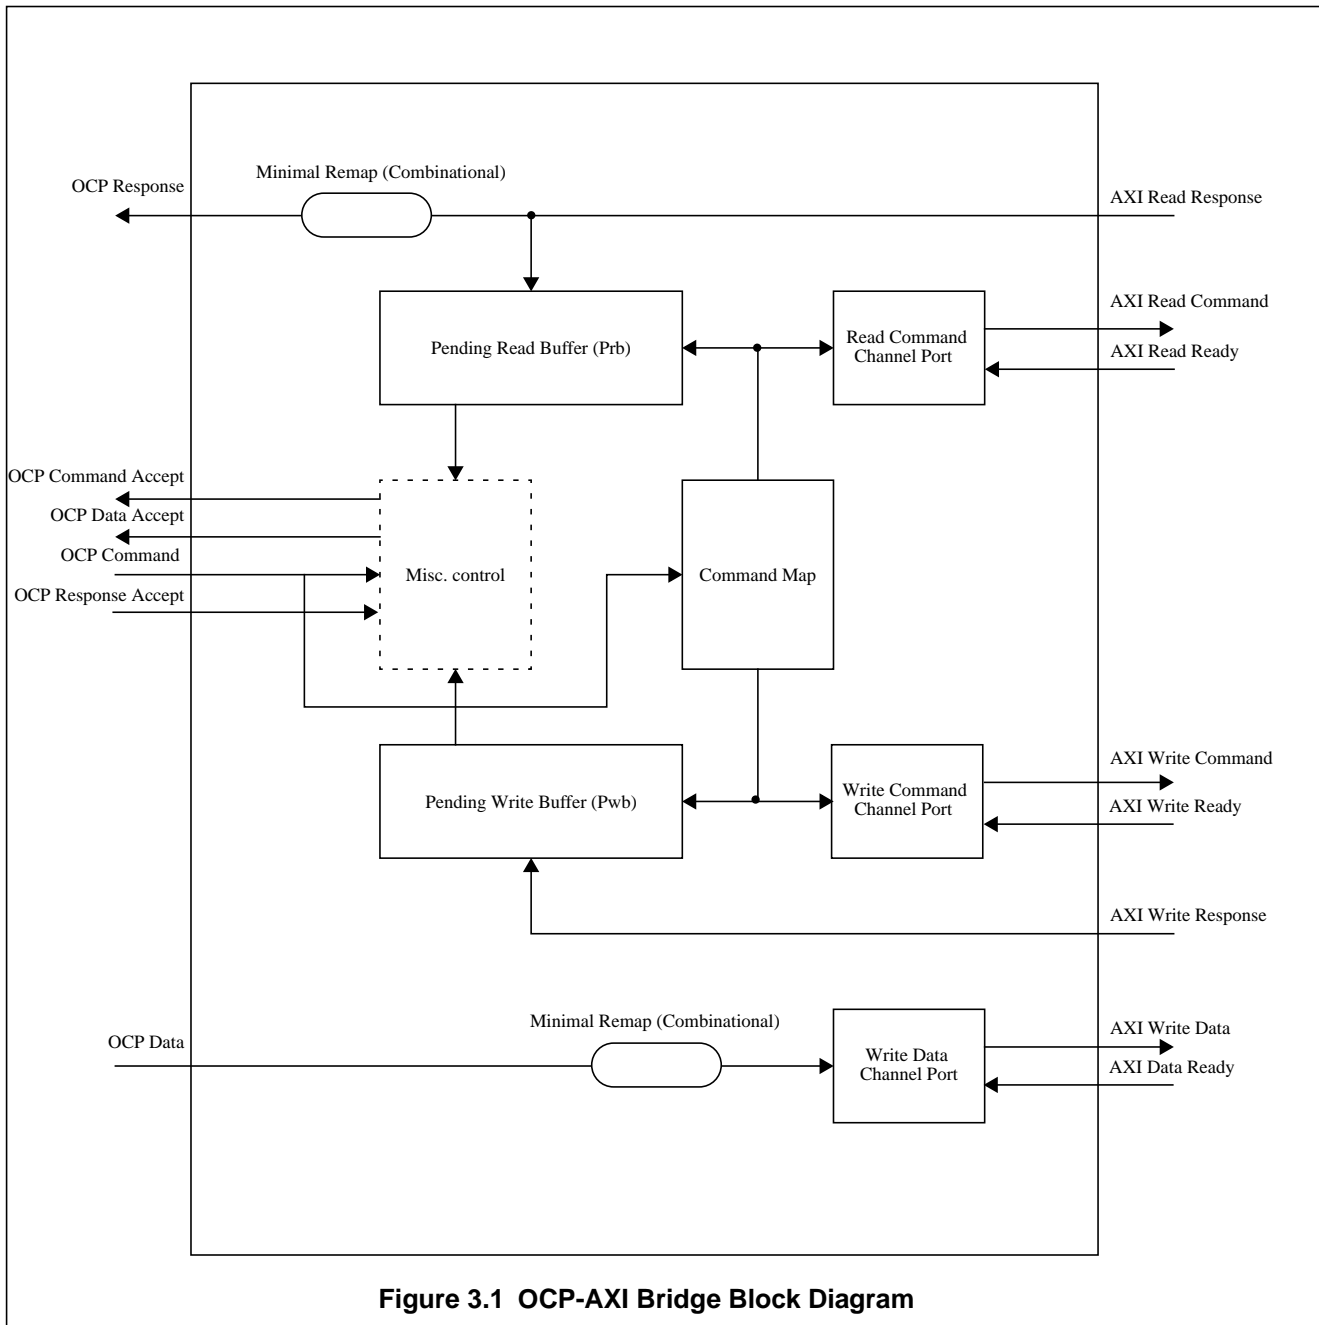 Minimal Remap (Combinational)
OCP Response
AXI Read Response
AXI Read Command
Pending Read Buffer (Prb)
Read Command
Channel Port
AXI Read Ready
OCP Command Accept
OCP Data Accept
OCP Command
OCP Response Accept
Misc. control
Command Map
AXI Write Command
Pending Write Buffer (Pwb)
Write Command
Channel Port
AXI Write Ready
AXI Write Response
Minimal Remap (Combinational)
OCP Data
AXI Write Data
Write Data
Channel Port
AXI Data Ready
Figure 3.1 OCP-AXI Bridge Block Diagram